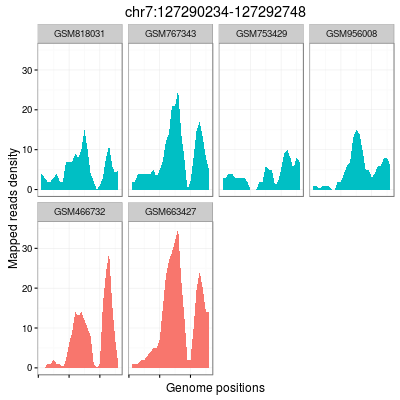 chr7:127290234-127292748
GSM818031 GSM767343 GSM753429 GSM956008
30
20
10
0
GSM466732 GSM663427
30
20
10
0
Mapped reads density
Genome positions